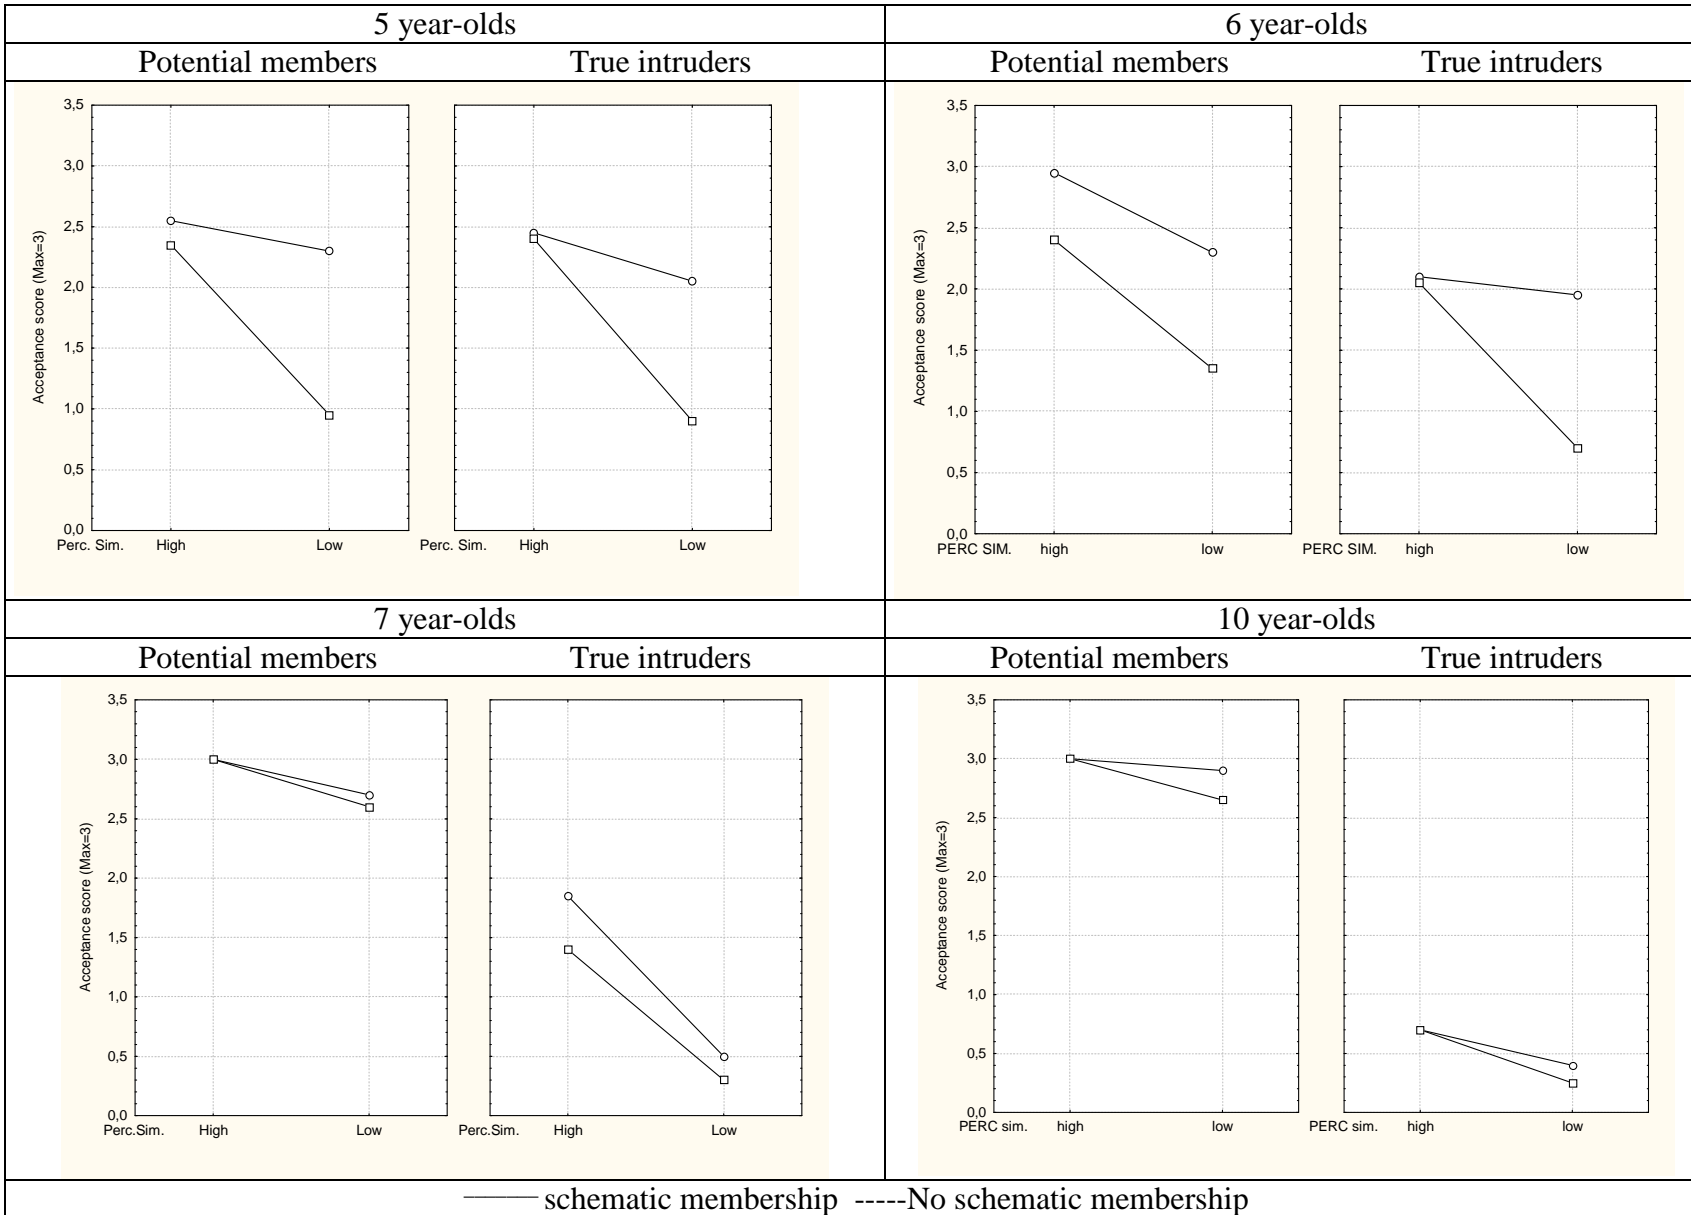 5 year-olds
6 year-olds
Potential members True intruders
Potential members True intruders
3,5
3,0
2,5
2,0
1,5
1,0
0,5
0,0
Acceptance score (Max=3)
Perc. Sim. High Low
Perc. Sim. High Low
3,5
3,0
2,5
2,0
1,5
1,0
0,5
0,0
Acceptance score (Max=3)
PERC SIM. high low
PERC SIM. high low
7 year-olds
10 year-olds
Potential members True intruders
Potential members True intruders
3,5
3,0
2,5
2,0
1,5
1,0
0,5
0,0
Acceptance score (Max=3)
Perc.Sim. High Low
Perc.Sim. High Low
3,5
3,0
2,5
2,0
1,5
1,0
0,5
0,0
Acceptance score (Max=3)
PERC sim. high low
PERC sim. high low
——— schematic membership -----No schematic membership